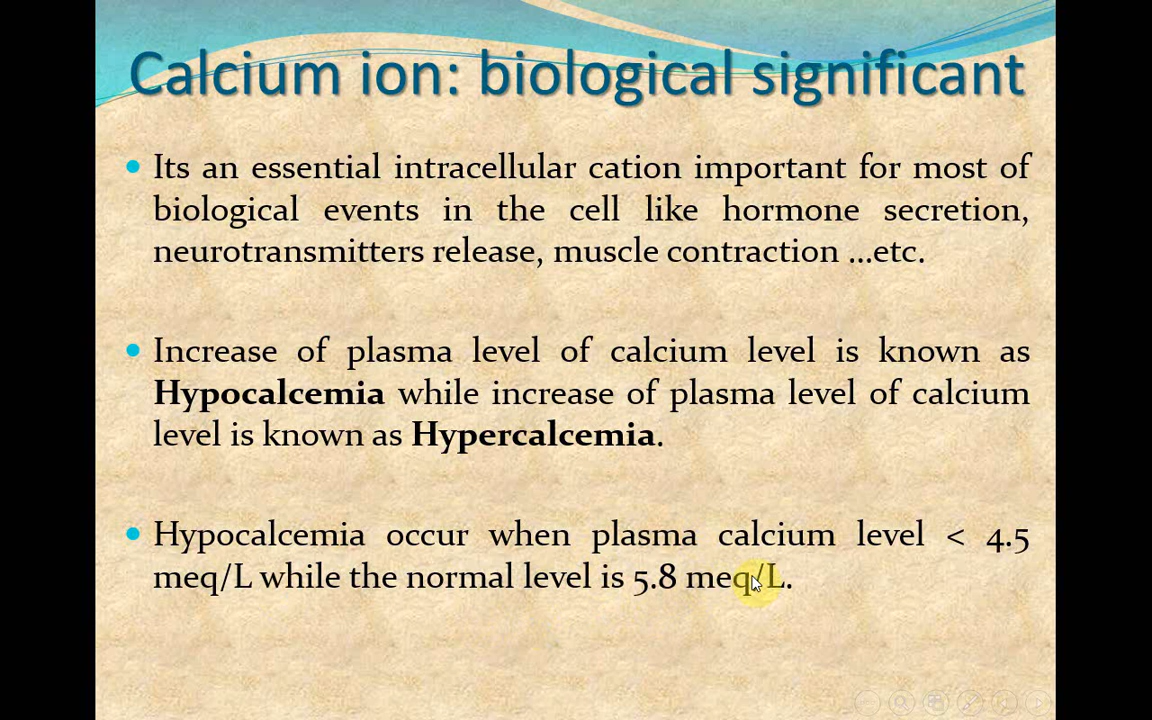 Calcium ion: biological significant
Its an essential intracellular cation important for most of
biological events in the cell like hormone secretion,
neurotransmitters release, muscle contraction ...etc.
Increase of plasma level of calcium level is known as
Hypocalcemia while increase of plasma level of calcium
level is known as Hypercalcemia.
Hypocalcemia occur when plasma calcium level < 4.5
meq/L while the normal level is 5.8 meq/L.